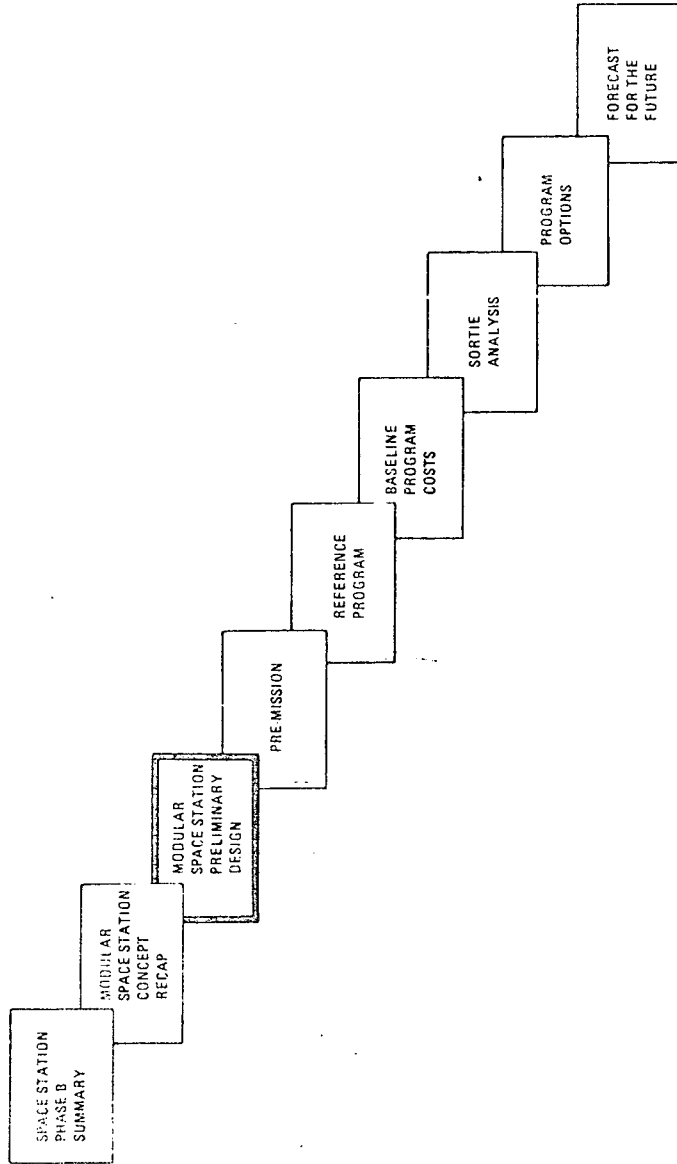 SPACE STATION
PHASE B
SUMMARY
MODULAR
SPACE STATION
CONCEPT
RECAP
MODULAR
SPACE STATION
PRELIMINARY
DESIGN
PRE-MISSION
REFERENCE
PROGRAM
BASELINE
PROGRAM
COSTS
SORTIE
ANALYSIS
PROGRAM
OPTIONS
FORECAST
FOR THE
FUTURE